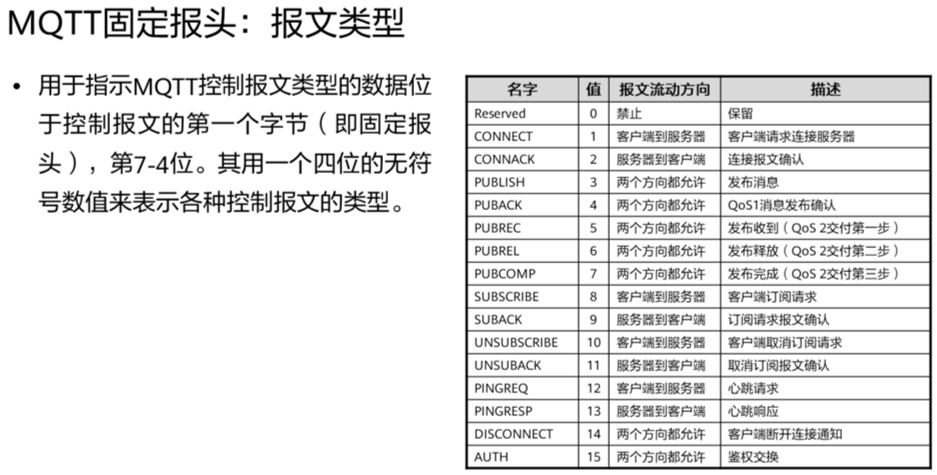 MQTT固定报头：报文类型
• 用于指示MQTT控制报文类型的数据位
于控制报文的第一个字节（即固定报
头），第7-4位。其用一个四位的无符
号数值来表示各种控制报文的类型。
名字 值 报文流动方向 描述
Reserved 0 禁止 保留
CONNECT 1 客户端到服务器 客户端请求连接服务器
CONNACK 2 服务器到客户端 连接报文确认
PUBLISH 3 两个方向都允许 发布消息
PUBACK 4 两个方向都允许 QoS1消息发布确认
PUBREC 5 两个方向都允许 发布收到（QoS 2交付第一步）
PUBREL 6 两个方向都允许 发布释放（QoS 2交付第二步）
PUBCOMP 7 两个方向都允许 发布完成（QoS 2交付第三步）
SUBSCRIBE 8 客户端到服务器 客户端订阅请求
SUBACK 9 服务器到客户端 订阅请求报文确认
UNSUBSCRIBE 10 客户端到服务器 客户端取消订阅请求
UNSUBACK 11 服务器到客户端 取消订阅报文确认
PINGREQ 12 客户端到服务器 心跳请求
PINGRESP 13 服务器到客户端 心跳响应
DISCONNECT 14 两个方向都允许 客户端断开连接通知
AUTH 15 两个方向都允许 鉴权交换